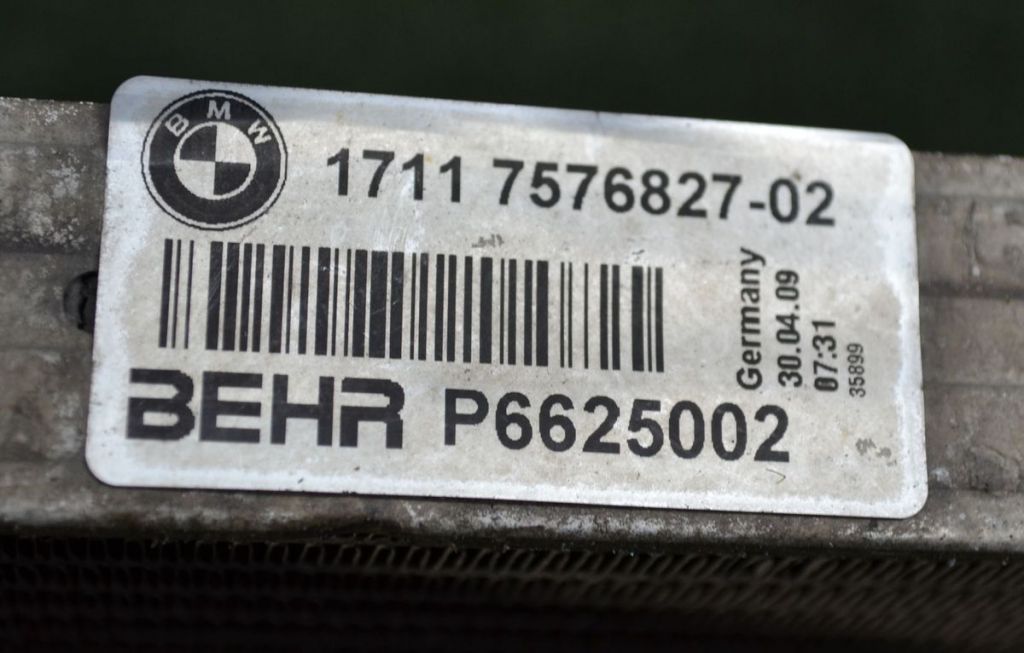 BMW
1711 7576827-02
Germany
30.04.09
07:31
35899
BEHR P6625002